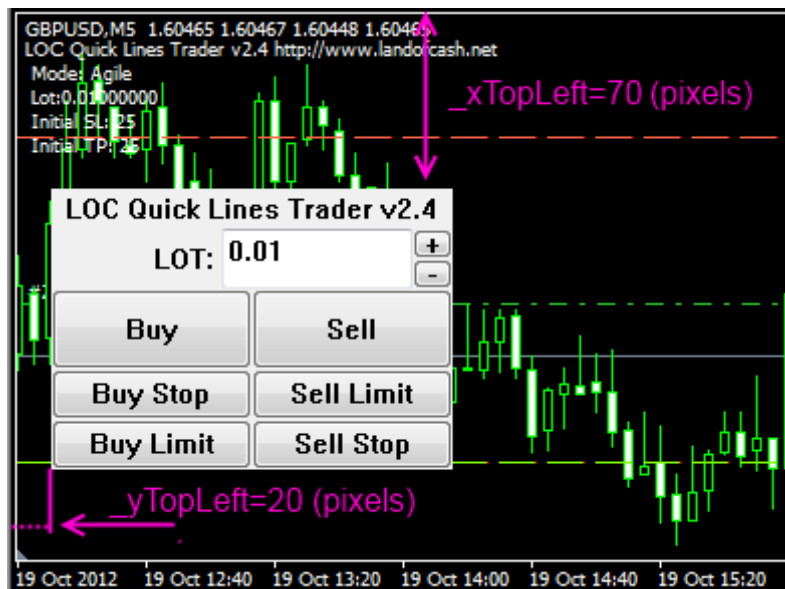 GBPUSD,M5 1.60465 1.60467 1.60448 1.60465
LOC Quick Lines Trader v2.4 http://www.landofcash.net
Mode: Agile
Lot:0.01000000
Initial SL: 25
Initial TP: 25
_xTopLeft=70 (pixels)
LOC Quick Lines Trader v2.4
LOT: 0.01
+
-
Buy Sell
Buy Stop Sell Limit
Buy Limit Sell Stop
_yTopLeft=20 (pixels)
19 Oct 2012 19 Oct 12:40 19 Oct 13:20 19 Oct 14:00 19 Oct 14:40 19 Oct 15:20